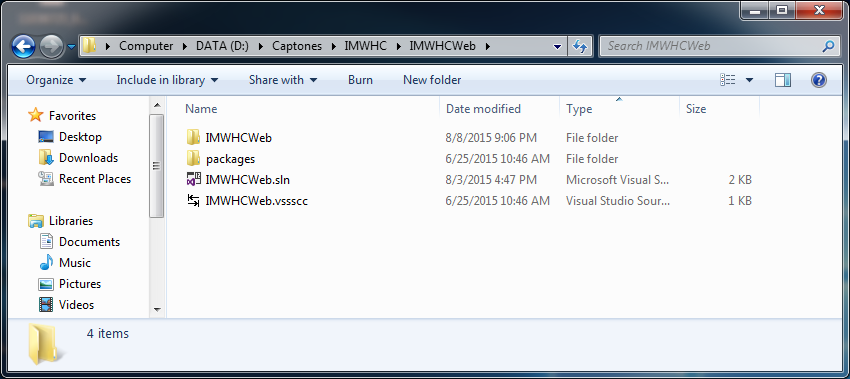 Computer DATA (D:) Captones IMWHC IMWHCWeb Search IMWHCWeb
Organize Include in library Share with Burn New folder
Favorites
Desktop
Downloads
Recent Places
Libraries
Documents
Music
Pictures
Videos
Name Date modified Type Size
IMWHCWeb 8/8/2015 9:06 PM File folder
packages 6/25/2015 10:46 AM File folder
IMWHCWeb.sln 8/3/2015 4:47 PM Microsoft Visual S... 2 KB
IMWHCWeb.vssscc 6/25/2015 10:46 AM Visual Studio Sour... 1 KB
4 items